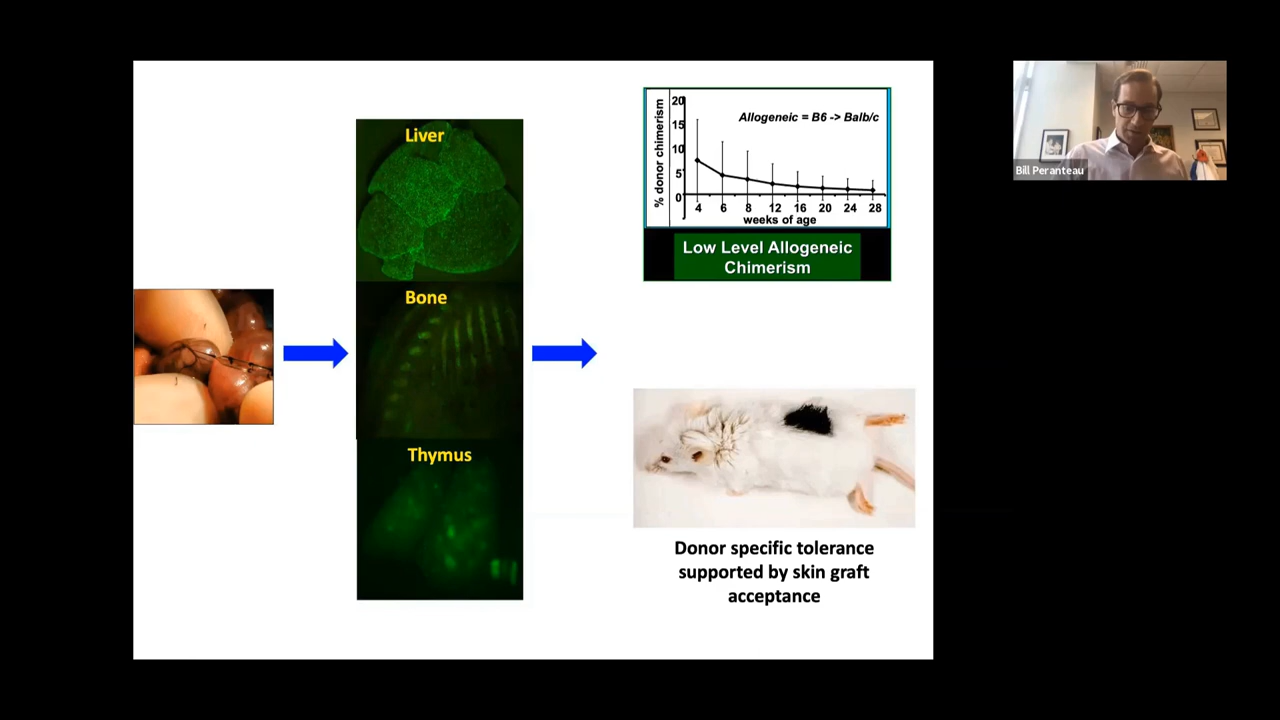 Liver
Bone
Thymus
% donor chimerism
20
15
10
5
0
Allogeneic = B6 -> Balb/c
4 6 8 12 16 20 24 28
weeks of age
Low Level Allogeneic
Chimerism
Donor specific tolerance
supported by skin graft
acceptance
Bill Peranteau